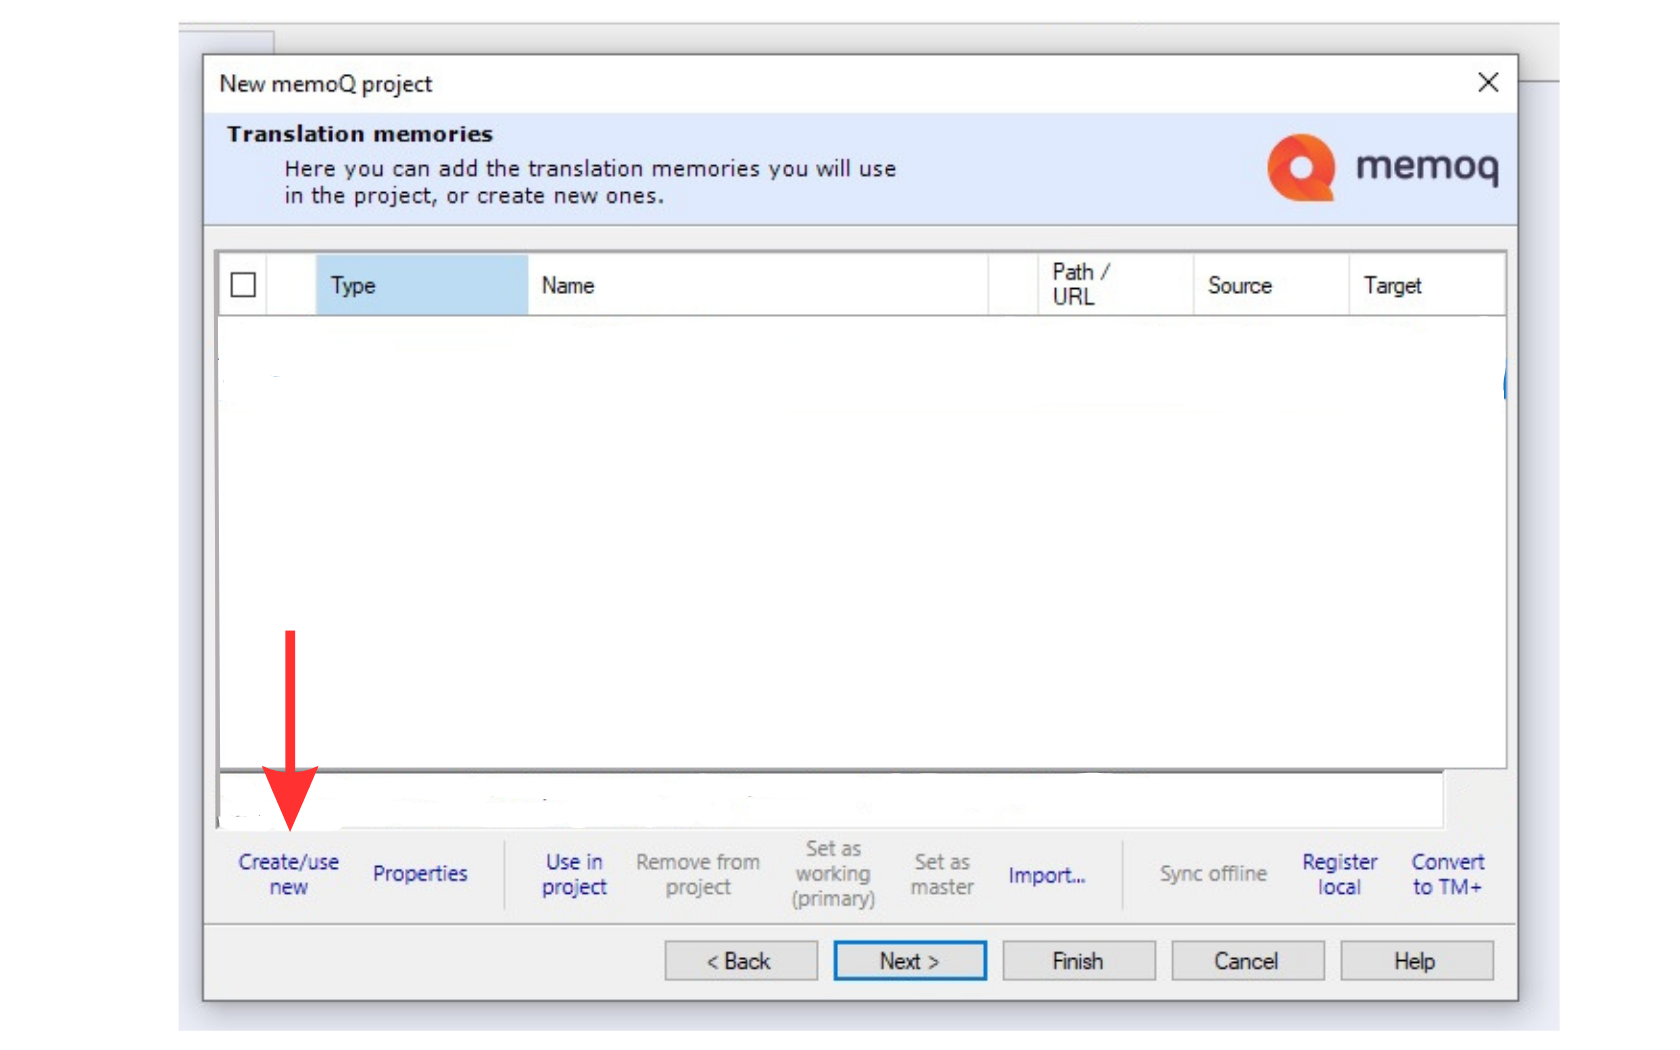 New memoQ project
Translation memories
Here you can add the translation memories you will use
in the project, or create new ones.
memoq
Type
Name
Path /
URL
Source
Target
Create/use
new
Properties
Use in
project
Remove from
project
Set as
working
(primary)
Set as
master
Import...
Sync offline
Register
local
Convert
to TM+
< Back
Next >
Finish
Cancel
Help